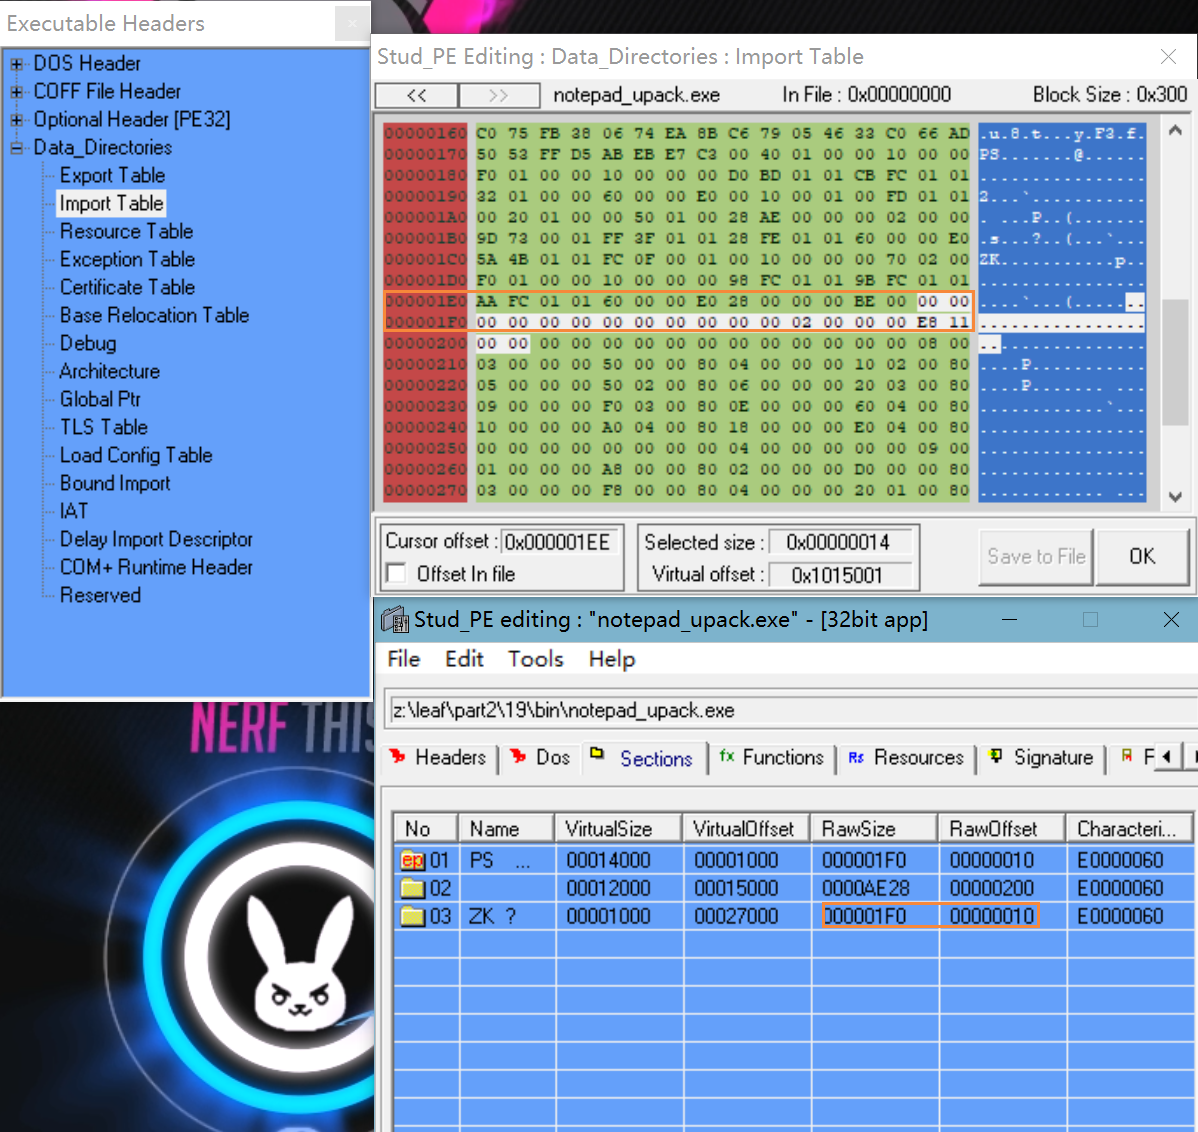 Executable Headers
DOS Header
COFF File Header
Optional Header [PE32]
Data_Directories
Export Table
Import Table
Resource Table
Exception Table
Certificate Table
Base Relocation Table
Debug
Architecture
Global Ptr
TLS Table
Load Config Table
Bound Import
IAT
Delay Import Descriptor
COM+ Runtime Header
Reserved
NERF THIS
Stud_PE Editing : Data_Directories : Import Table
<< >> notepad_upack.exe In File : 0x00000000 Block Size : 0x300
00000160 C0 75 FB 38 06 74 EA 8B C6 79 05 46 33 C0 66 AD .u.8.t...y.F3.f.
00000170 50 53 FF D5 AB EB E7 C3 00 40 01 00 00 10 00 00 PS.......@......
00000180 F0 01 00 00 10 00 00 00 D0 BD 01 01 CB FC 01 01 ................
00000190 32 01 00 00 60 00 00 E0 00 10 00 01 00 FD 01 01 2...`...........
000001A0 00 20 01 00 00 50 01 00 28 AE 00 00 00 02 00 00 . ...P..(.......
000001B0 9D 73 00 01 FF 3F 01 01 28 FE 01 01 60 00 00 E0 .s...?..(...`...
000001C0 5A 4B 01 01 FC 0F 00 01 00 10 00 00 00 70 02 00 ZK...........p..
000001D0 F0 01 00 00 10 00 00 00 98 FC 01 01 9B FC 01 01 ................
000001E0 AA FC 01 01 60 00 00 E0 28 00 00 00 BE 00 00 00 ....`...(.......
000001F0 00 00 00 00 00 00 00 00 00 00 02 00 00 00 E8 11 ................
00000200 00 00 00 00 00 00 00 00 00 00 00 00 00 00 08 00 ................
00000210 03 00 00 00 50 00 00 80 04 00 00 00 10 02 00 80 ....P...........
00000220 05 00 00 00 50 02 00 80 06 00 00 00 20 03 00 80 ....P....... ...
00000230 09 00 00 00 F0 03 00 80 0E 00 00 00 60 04 00 80 ............`...
00000240 10 00 00 00 A0 04 00 80 18 00 00 00 E0 04 00 80 ................
00000250 00 00 00 00 00 00 00 00 04 00 00 00 00 00 09 00 ................
00000260 01 00 00 00 A8 00 00 80 02 00 00 00 D0 00 00 80 ................
00000270 03 00 00 00 F8 00 00 80 04 00 00 00 20 01 00 80 ............ ...
Cursor offset : 0x000001EE Selected size : 0x00000014 Save to File OK
Offset In file Virtual offset : 0x1015001
Stud_PE editing : "notepad_upack.exe" - [32bit app]
File Edit Tools Help
z:\leaf\part2\19\bin\notepad_upack.exe
Headers Dos Sections fx Functions Rs Resources Signature R F
No Name VirtualSize VirtualOffset RawSize RawOffset Characteri...
ep 01 PS ... 00014000 00001000 000001F0 00000010 E0000060
02 00012000 00015000 0000AE28 00000200 E0000060
03 ZK ? 00001000 00027000 000001F0 00000010 E0000060